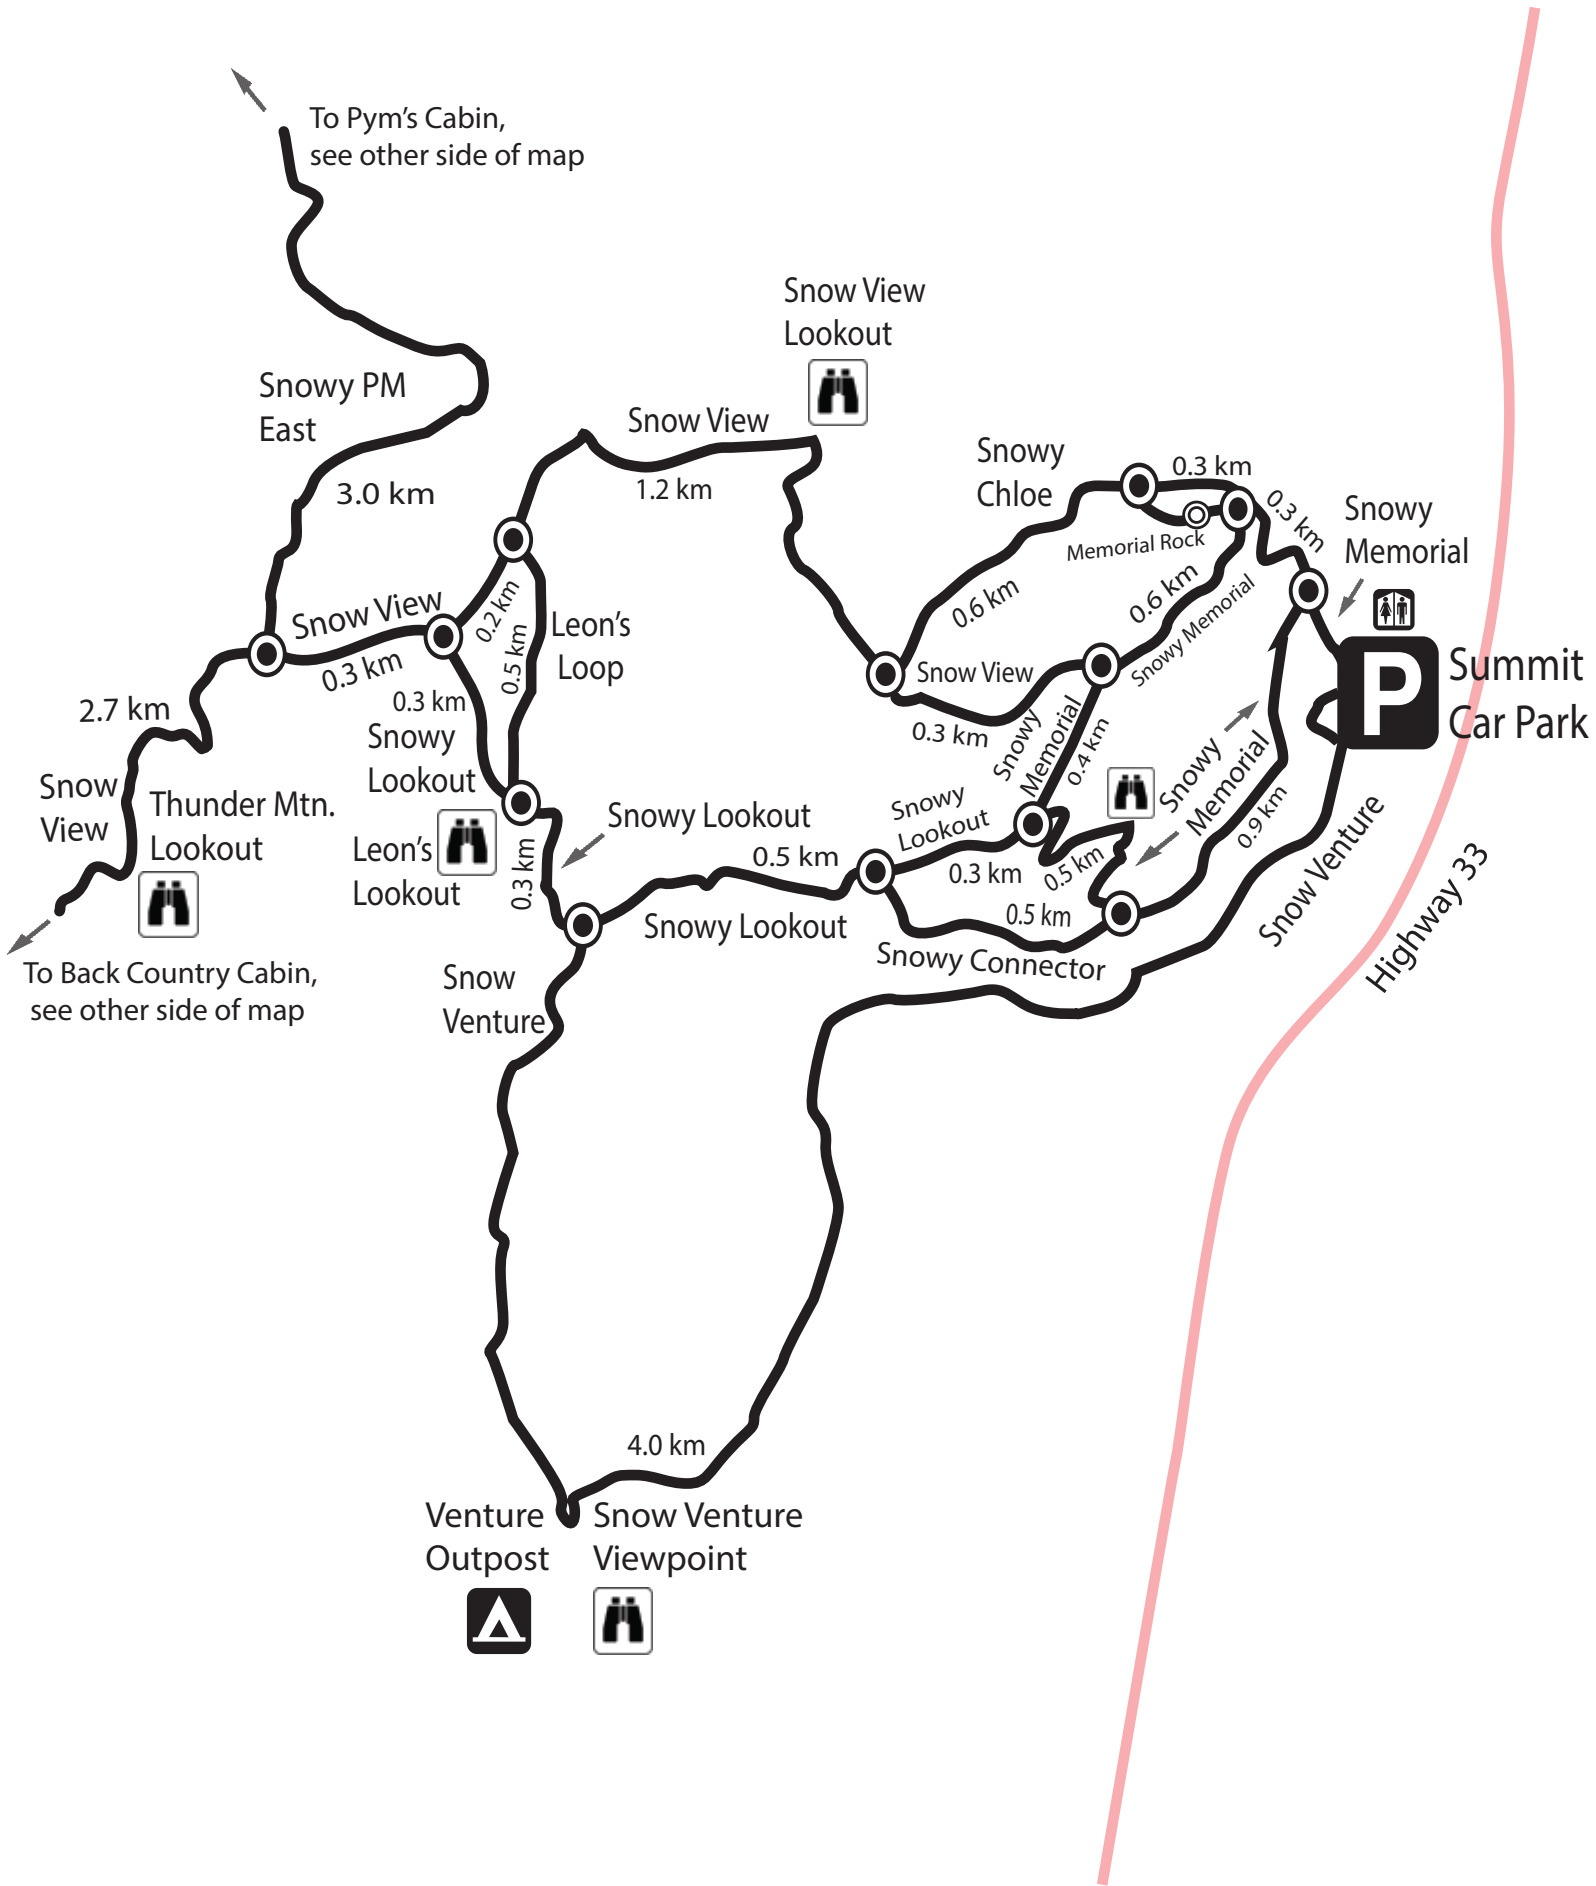 To Pym's Cabin,
see other side of map
Snow View
Lookout
Snowy PM
East
Snow View
Snowy
Chloe
0.3 km
3.0 km
1.2 km
0.3 km
Snowy
Memorial
Memorial Rock
Snow View
0.2 km
Leon's
Loop
0.5 km
0.6 km
0.6 km
Snowy Memorial
0.3 km
Snow View
P
Summit
Car Park
2.7 km
0.3 km
Snowy
Lookout
0.3 km
Snowy
Memorial
0.4 km
Snowy
Memorial
Snow
View
Thunder Mtn.
Lookout
Snowy Lookout
Snowy
Lookout
0.9 km
Snow Venture
Leon's
Lookout
0.3 km
0.5 km
0.3 km
0.5 km
Highway 33
0.5 km
Snowy Lookout
Snowy Connector
To Back Country Cabin,
see other side of map
Snow
Venture
4.0 km
Venture
Outpost
Snow Venture
Viewpoint